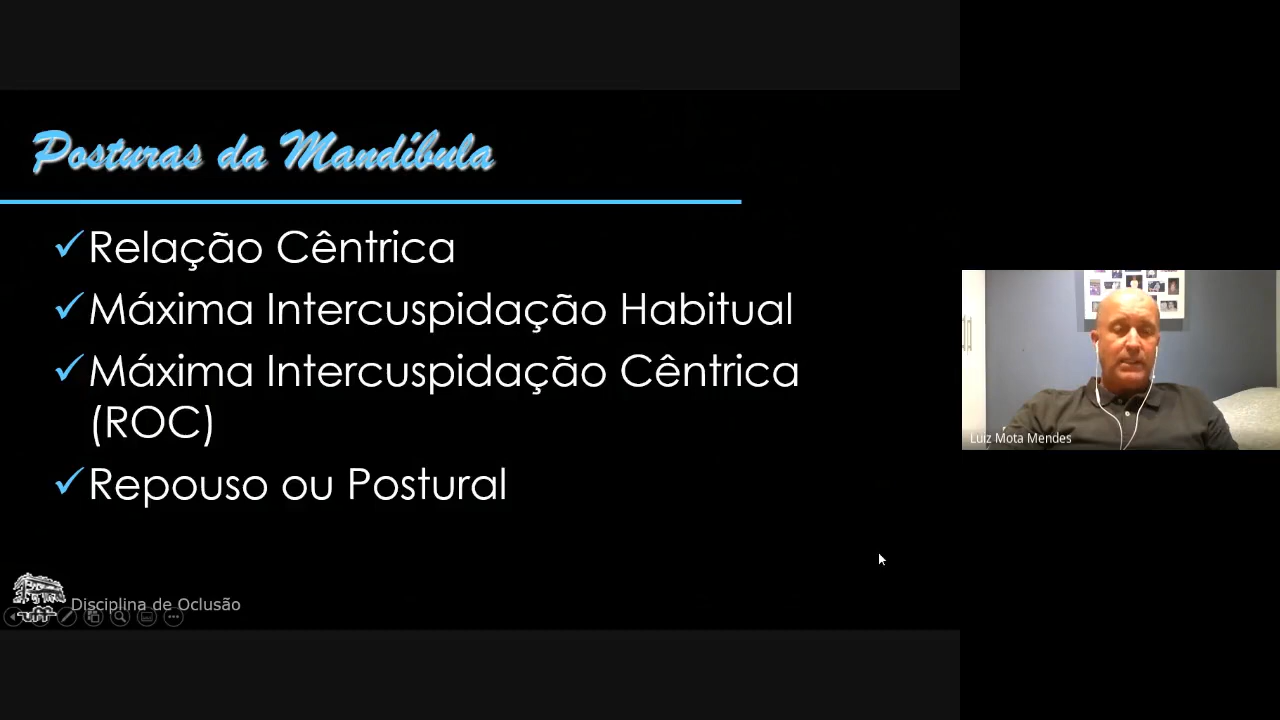 Posturas da Mandíbula
Relação Cêntrica
Máxima Intercuspidação Habitual
Máxima Intercuspidação Cêntrica
(ROC)
Repouso ou Postural
Luiz Mota Mendes
Disciplina de Oclusão
uff